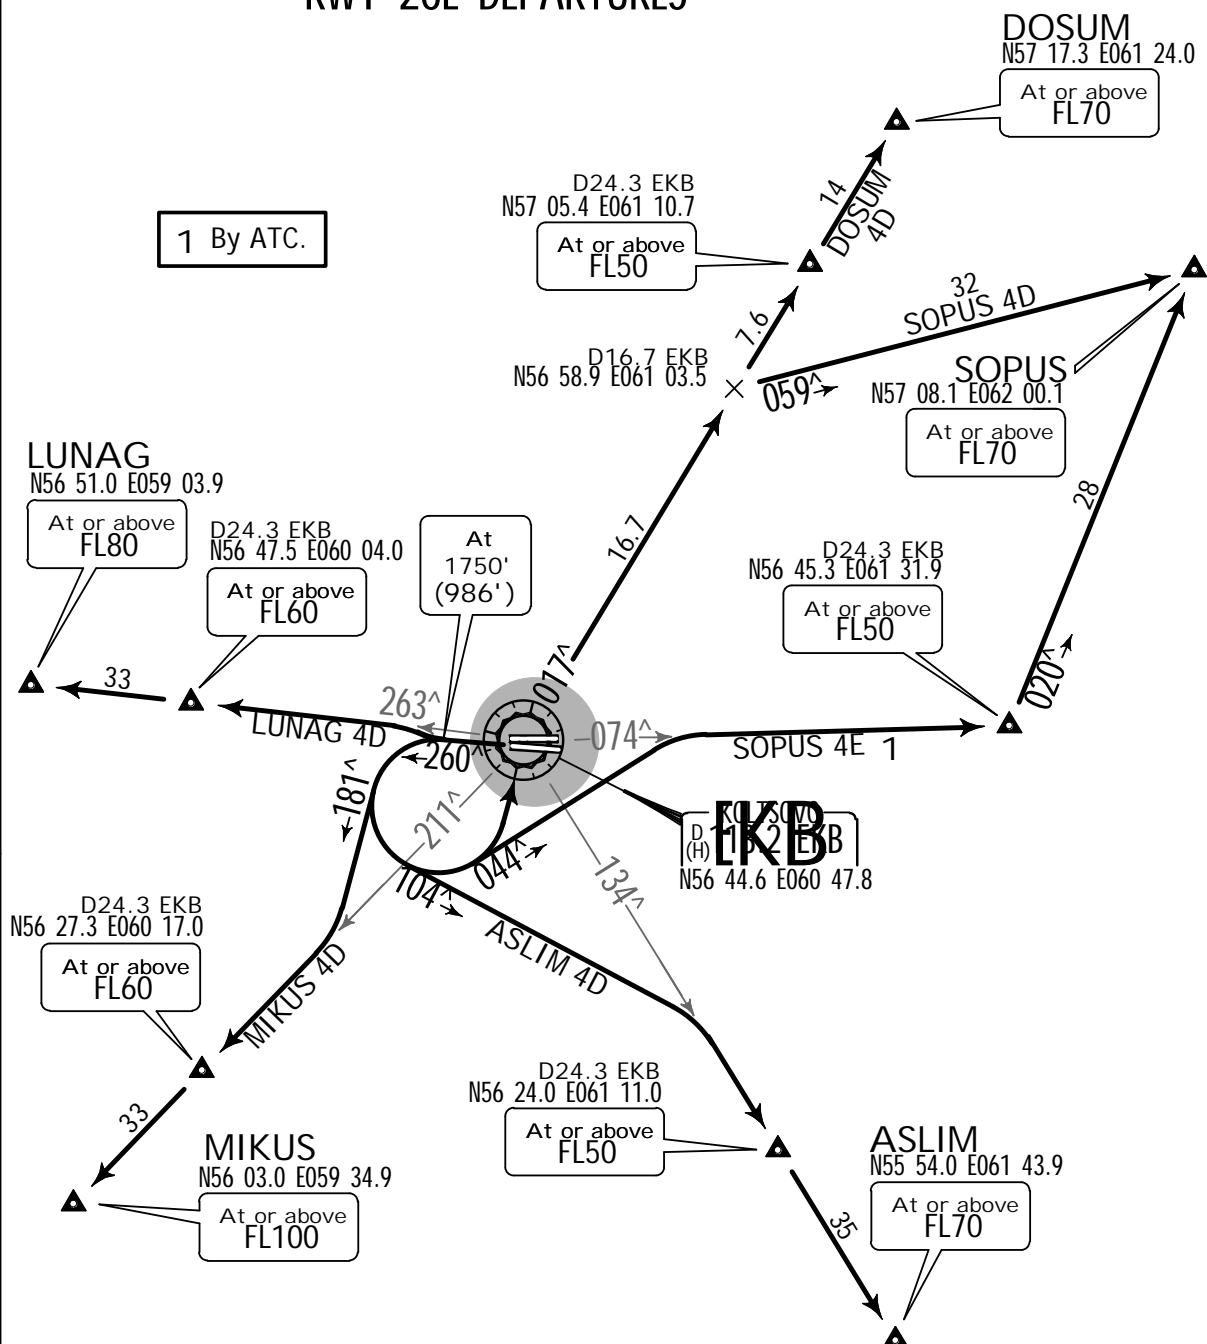 RWY 26L DEPARTURES
DOSUM
N57 17.3 E061 24.0
At or above
FL70
D24.3 EKB
N57 05.4 E061 10.7
At or above
FL50
14
DOSUM
4D
1 By ATC.
7.6
32
SOPUS 4D
D16.7 EKB
N56 58.9 E061 03.5
059^
SOPUS
N57 08.1 E062 00.1
At or above
FL70
LUNAG
N56 51.0 E059 03.9
At or above
FL80
D24.3 EKB
N56 47.5 E060 04.0
At or above
FL60
At
1750'
(986')
16.7
28
D24.3 EKB
N56 45.3 E061 31.9
At or above
FL50
020^
017^
33
263^
LUNAG 4D
260^
074^
SOPUS 4E 1
181^
211^
KOLTSOVO
D
(H)
EKB
N56 44.6 E060 47.8
044^
104^
134^
D24.3 EKB
N56 27.3 E060 17.0
At or above
FL60
MIKUS 4D
ASLIM 4D
33
MIKUS
N56 03.0 E059 34.9
At or above
FL100
D24.3 EKB
N56 24.0 E061 11.0
At or above
FL50
ASLIM
N55 54.0 E061 43.9
At or above
FL70
35